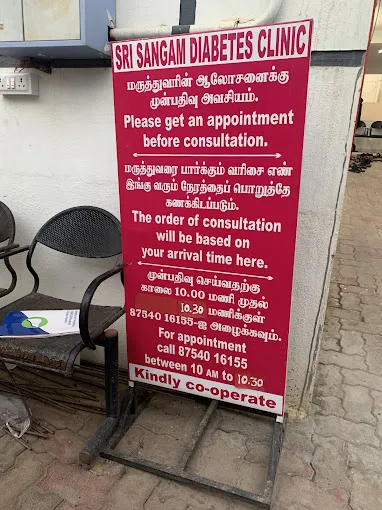 SRI SANGAM DIABETES CLINIC
மருத்துவரின் ஆலோசனைக்கு
முன்பதிவு அவசியம்.
Please get an appointment
before consultation.
மருத்துவரை பார்க்கும் வரிசை எண்
இங்கு வரும் நேரத்தைப் பொறுத்தே
கணக்கிடப்படும்.
The order of consultation
will be based on
your arrival time here.
முன்பதிவு செய்வதற்கு
காலை 10.00 மணி முதல்
10.30 மணிக்குள்
87540 16155-ஐ அழைக்கவும்.
For appointment
call 87540 16155
between 10 AM to 10.30
Kindly co-operate